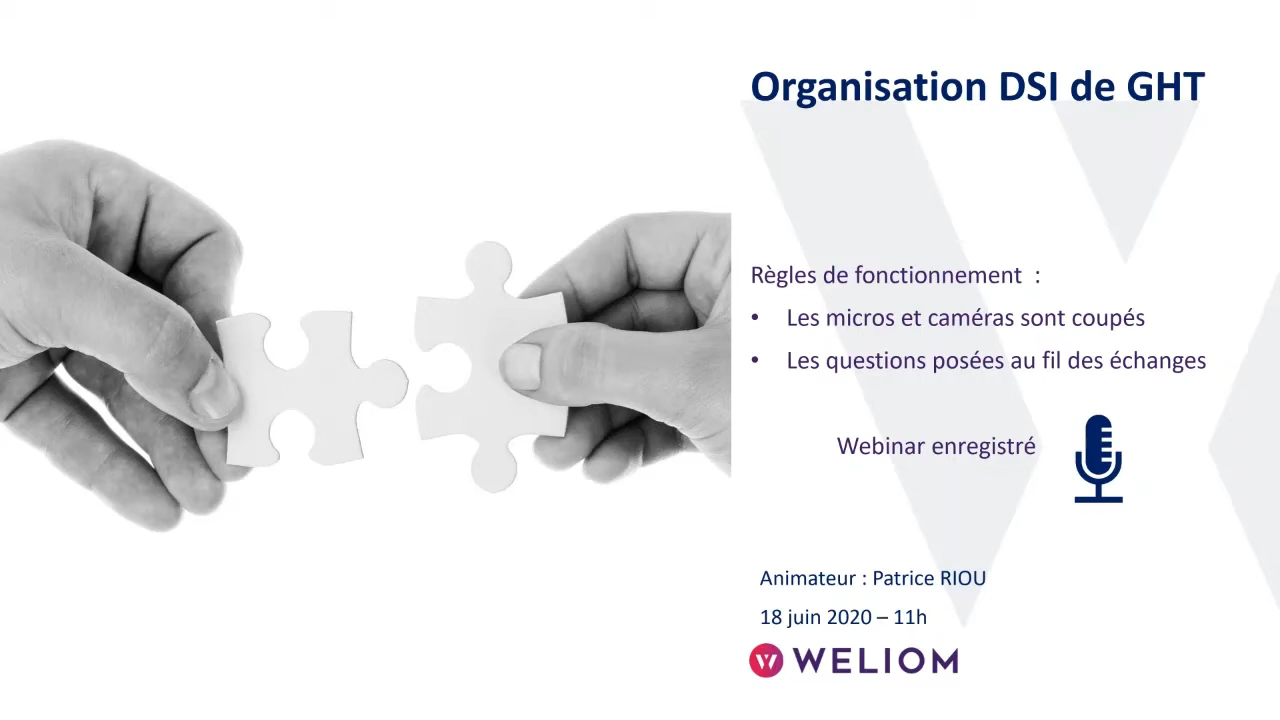 Organisation DSI de GHT
Règles de fonctionnement :
• Les micros et caméras sont coupés
• Les questions posées au fil des échanges
Webinar enregistré
Animateur : Patrice RIOU
18 juin 2020 – 11h
WELIOM